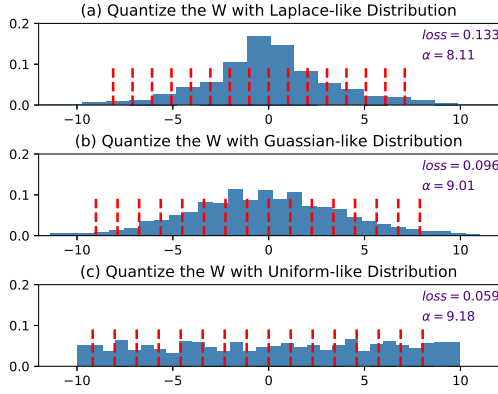 (a) Quantize the W with Laplace-like Distribution
0.2
0.1
0.0
loss = 0.133
α = 8.11
−10 −5 0 5 10
(b) Quantize the W with Guassian-like Distribution
0.2
0.1
0.0
loss = 0.096
α = 9.01
−10 −5 0 5 10
(c) Quantize the W with Uniform-like Distribution
0.2
0.1
0.0
loss = 0.059
α = 9.18
−10 −5 0 5 10